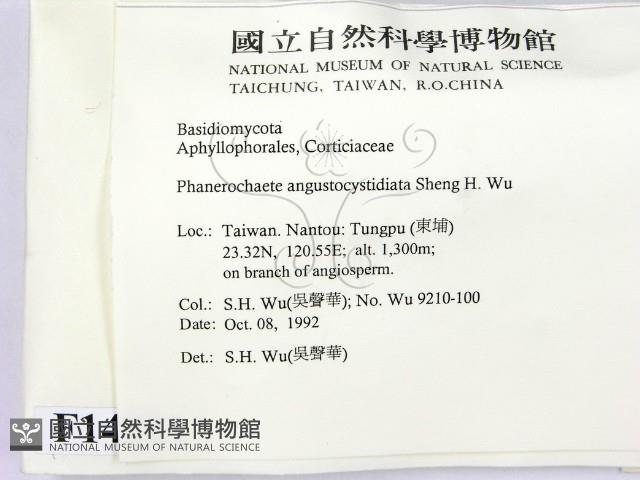 國立自然科學博物館
NATIONAL MUSEUM OF NATURAL SCIENCE
TAICHUNG, TAIWAN, R.O.CHINA
Basidiomycota
Aphyllophorales, Corticiaceae
Phanerochaete angustocystidiata Sheng H. Wu
Loc.: Taiwan. Nantou: Tungpu (東埔)
23.32N, 120.55E; alt. 1,300m;
on branch of angiosperm.
Col.: S.H. Wu(吳聲華); No. Wu 9210-100
Date: Oct. 08, 1992
Det.: S.H. Wu(吳聲華)
F14
國立自然科學博物館
NATIONAL MUSEUM OF NATURAL SCIENCE